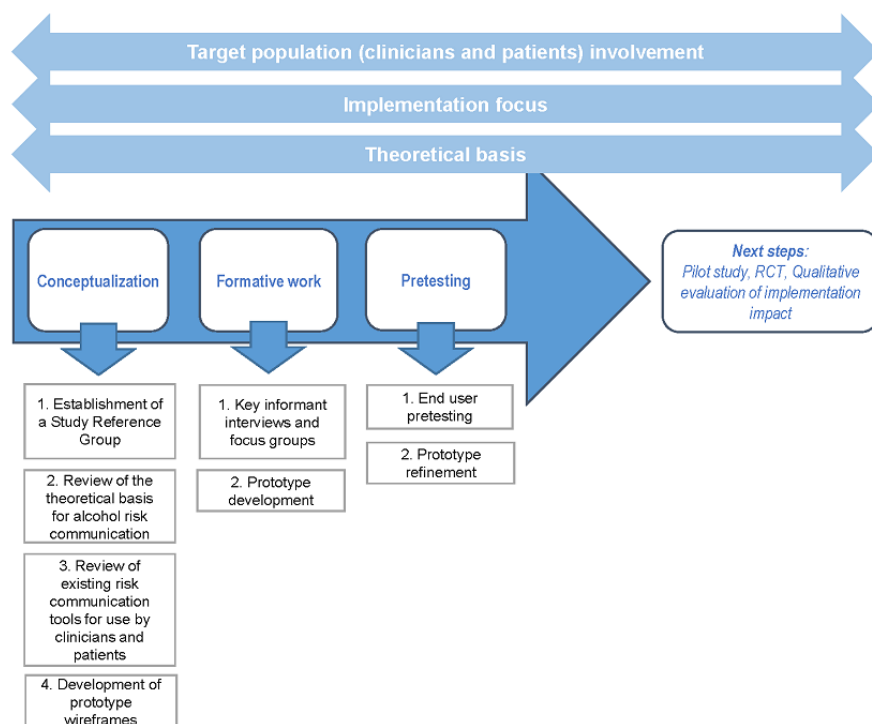 Target population (clinicians and patients) involvement
Implementation focus
Theoretical basis
Conceptualization
Formative work
Pretesting
Next steps:
Pilot study, RCT, Qualitative
evaluation of implementation
impact
1. Establishment of
a Study Reference
Group
2. Review of the
theoretical basis
for alcohol risk
communication
3. Review of
existing risk
communication
tools for use by
clinicians and
patients
4. Development of
prototype
wireframes
1. Key informant
interviews and
focus groups
2. Prototype
development
1. End user
pretesting
2. Prototype
refinement